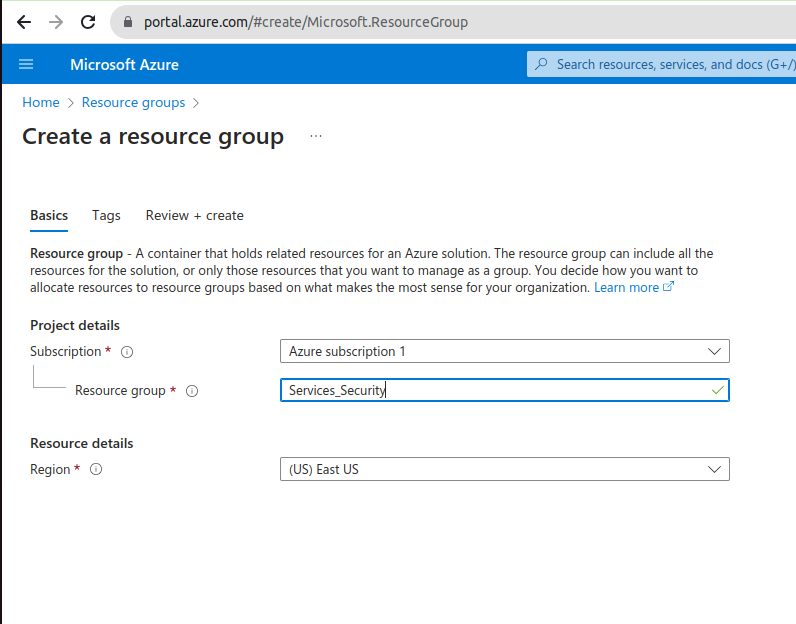 portal.azure.com/#create/Microsoft.ResourceGroup
Microsoft Azure
Search resources, services, and docs (G+/)
Home > Resource groups >
Create a resource group ...
Basics Tags Review + create
Resource group - A container that holds related resources for an Azure solution. The resource group can include all the
resources for the solution, or only those resources that you want to manage as a group. You decide how you want to
allocate resources to resource groups based on what makes the most sense for your organization. Learn more
Project details
Subscription * Azure subscription 1
Resource group * Services_Security
Resource details
Region * (US) East US